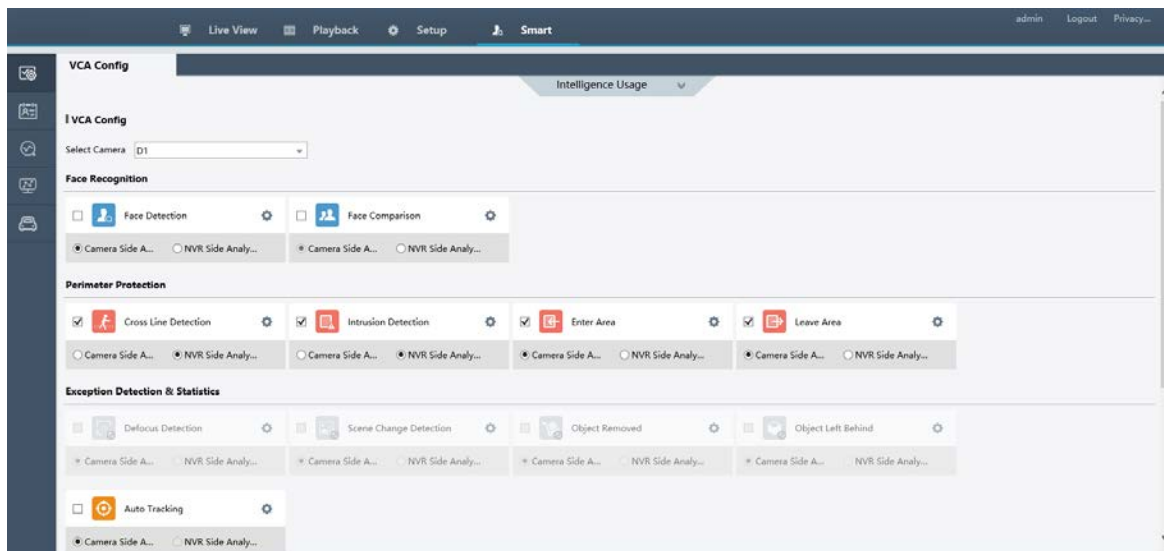 admin Logout Privacy...
Live View Playback Setup Smart
VCA Config
Intelligence Usage
VCA Config
Select Camera D1
Face Recognition
Face Detection Face Comparison
Camera Side A... NVR Side Analy... Camera Side A... NVR Side Analy...
Perimeter Protection
Cross Line Detection Intrusion Detection Enter Area Leave Area
Camera Side A... NVR Side Analy... Camera Side A... NVR Side Analy... Camera Side A... NVR Side Analy... Camera Side A... NVR Side Analy...
Exception Detection & Statistics
Defocus Detection Scene Change Detection Object Removed Object Left Behind
Camera Side A... NVR Side Analy... Camera Side A... NVR Side Analy... Camera Side A... NVR Side Analy... Camera Side A... NVR Side Analy...
Auto Tracking
Camera Side A... NVR Side Analy...